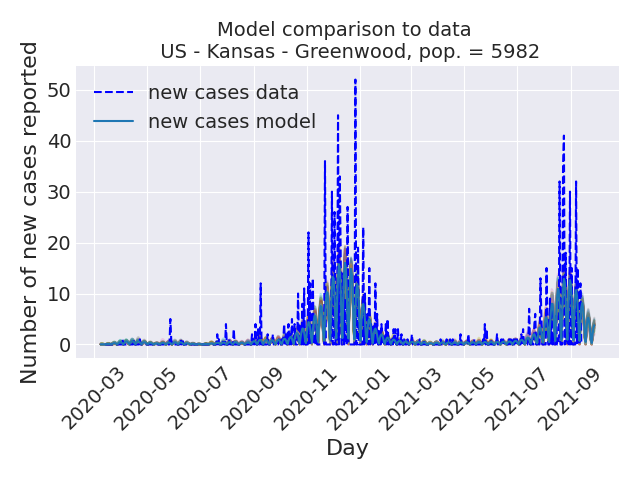 Model comparison to data
US - Kansas - Greenwood, pop. = 5982
Number of new cases reported
50
40
30
20
10
0
new cases data
new cases model
2020-03
2020-05
2020-07
2020-09
2020-11
2021-01
2021-03
2021-05
2021-07
2021-09
Day